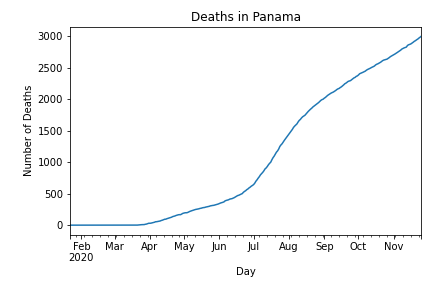 Deaths in Panama
Number of Deaths
3000
2500
2000
1500
1000
500
0
Feb Mar Apr May Jun Jul Aug Sep Oct Nov
2020
Day